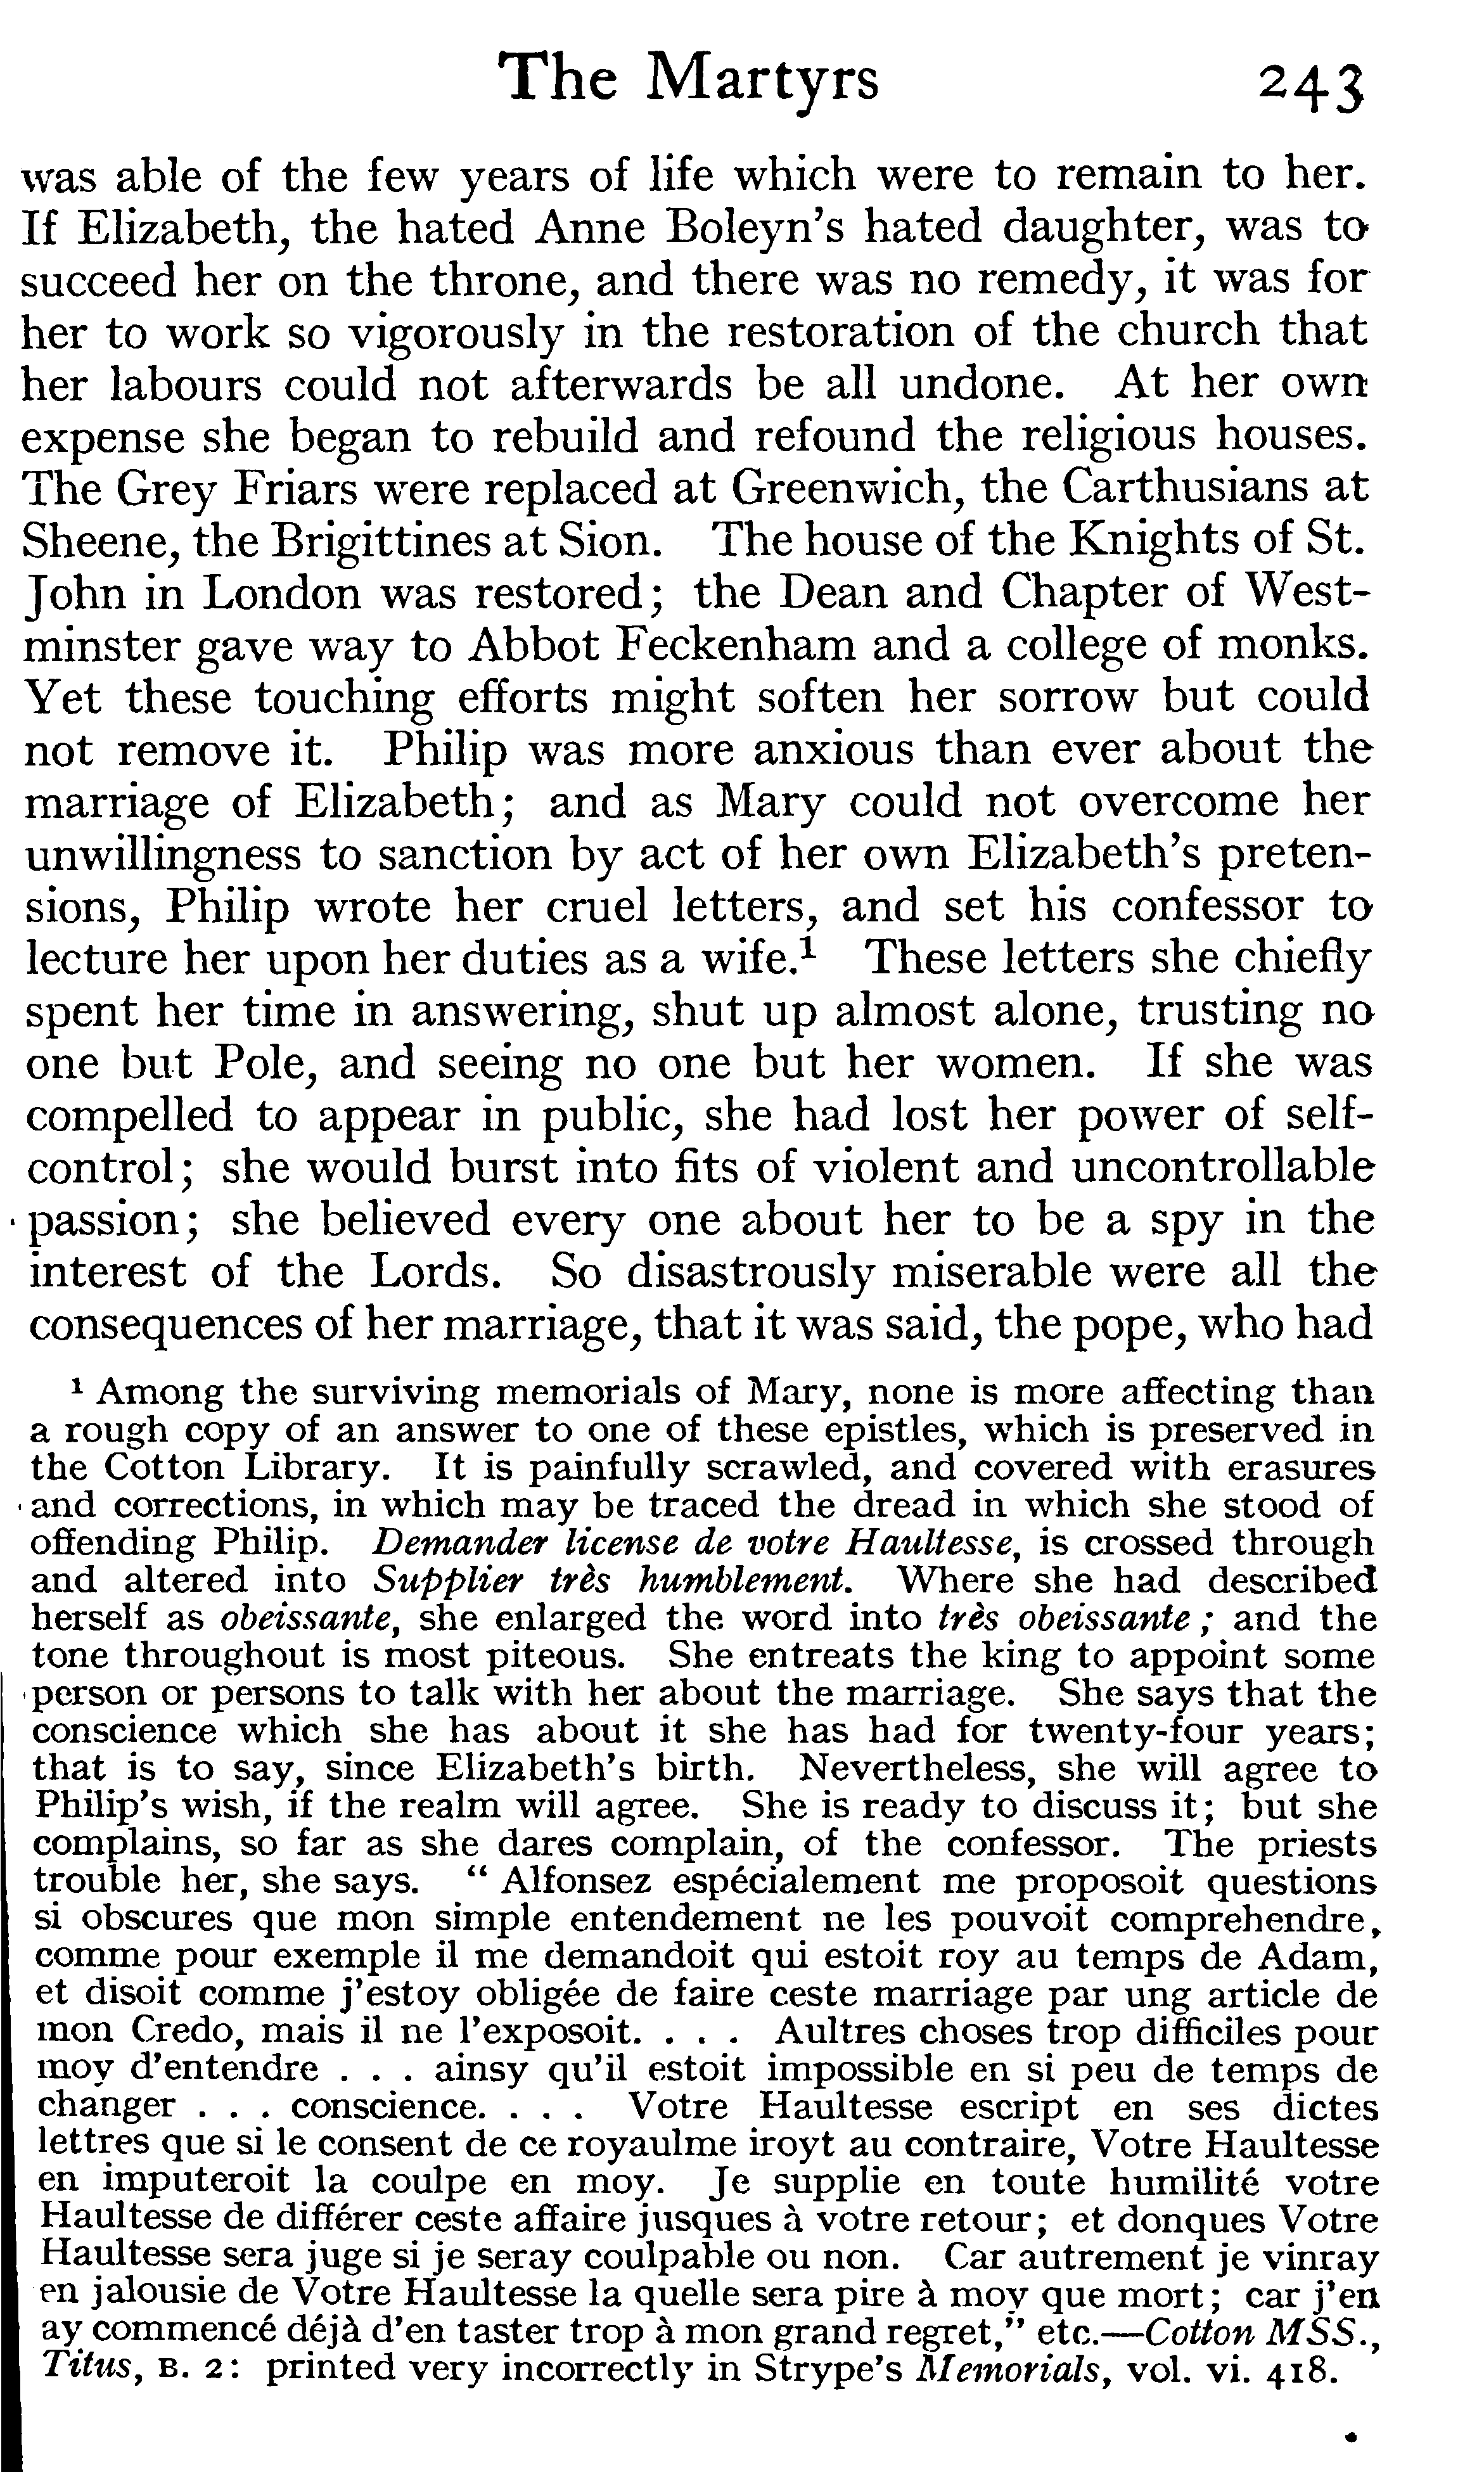 The Martyrs 243
was able of the few years of life which were to remain to her.
If Elizabeth, the hated Anne Boleyn's hated daughter, was to
succeed her on the throne, and there was no remedy, it was for
her to work so vigorously in the restoration of the church that
her labours could not afterwards be all undone. At her own
expense she began to rebuild and refound the religious houses.
The Grey Friars were replaced at Greenwich, the Carthusians at
Sheene, the Brigittines at Sion. The house of the Knights of St.
John in London was restored; the Dean and Chapter of West-
minster gave way to Abbot Feckenham and a college of monks.
Yet these touching efforts might soften her sorrow but could
not remove it. Philip was more anxious than ever about the
marriage of Elizabeth; and as Mary could not overcome her
unwillingness to sanction by act of her own Elizabeth's preten-
sions, Philip wrote her cruel letters, and set his confessor to
lecture her upon her duties as a wife.¹ These letters she chiefly
spent her time in answering, shut up almost alone, trusting no
one but Pole, and seeing no one but her women. If she was
compelled to appear in public, she had lost her power of self-
control; she would burst into fits of violent and uncontrollable
passion; she believed every one about her to be a spy in the
interest of the Lords. So disastrously miserable were all the
consequences of her marriage, that it was said, the pope, who had
¹ Among the surviving memorials of Mary, none is more affecting than
a rough copy of an answer to one of these epistles, which is preserved in
the Cotton Library. It is painfully scrawled, and covered with erasures
and corrections, in which may be traced the dread in which she stood of
offending Philip. Demander license de votre Haultesse, is crossed through
and altered into Supplier très humblement. Where she had described
herself as obeissante, she enlarged the word into très obeissante; and the
tone throughout is most piteous. She entreats the king to appoint some
person or persons to talk with her about the marriage. She says that the
conscience which she has about it she has had for twenty-four years;
that is to say, since Elizabeth's birth. Nevertheless, she will agree to
Philip's wish, if the realm will agree. She is ready to discuss it; but she
complains, so far as she dares complain, of the confessor. The priests
trouble her, she says. "Alfonsez espécialement me proposoit questions
si obscures que mon simple entendement ne les pouvoit comprehendre,
comme pour exemple il me demandoit qui estoit roy au temps de Adam,
et disoit comme j'estoy obligée de faire ceste marriage par ung article de
mon Credo, mais il ne l'exposoit. . . . Aultres choses trop difficiles pour
moy d'entendre . . . ainsy qu'il estoit impossible en si peu de temps de
changer . . . conscience. . . . Votre Haultesse escript en ses dictes
lettres que si le consent de ce royaulme iroyt au contraire, Votre Haultesse
en imputeroit la coulpe en moy. Je supplie en toute humilité votre
Haultesse de différer ceste affaire jusques à votre retour; et donques Votre
Haultesse sera juge si je seray coulpable ou non. Car autrement je vinray
en jalousie de Votre Haultesse la quelle sera pire à moy que mort; car j'en
ay commencé déjà d'en taster trop à mon grand regret," etc.—Cotton MSS.,
Titus, B. 2: printed very incorrectly in Strype's Memorials, vol. vi. 418.